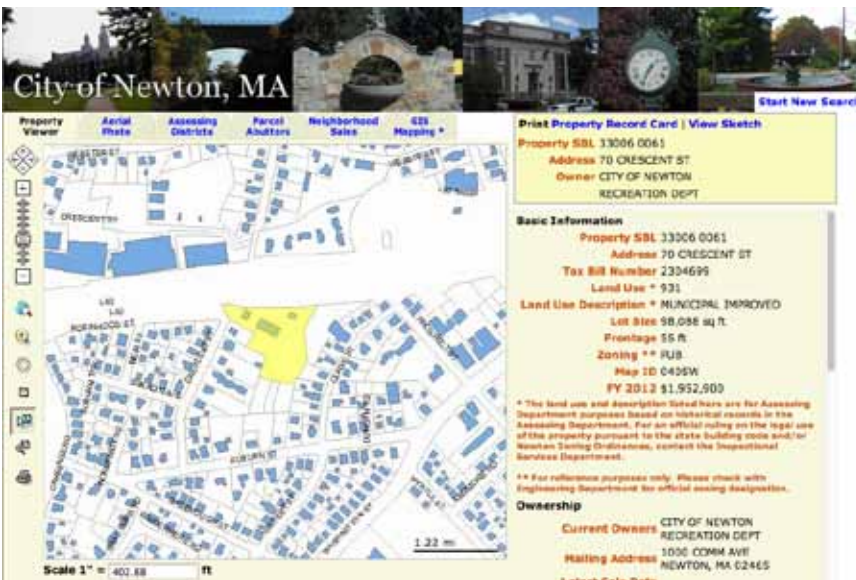 City of Newton, MA
Start New Search
Property Viewer
Aerial Photo
Assessing Districts
Parcel Abutters
Neighborhood Sales
GIS Mapping *
Print Property Record Card | View Sketch
Property SBL 33006 0061
Address 70 CRESCENT ST
Owner CITY OF NEWTON
RECREATION DEPT
Basic Information
Property SBL 33006 0061
Address 70 CRESCENT ST
Tax Bill Number 2304699
Land Use * 931
Land Use Description * MUNICIPAL IMPROVED
Lot Size 98,088 sq ft
Frontage 55 ft
Zoning ** PUB
Map ID 040SW
FY 2012 $1,952,900
* The land use and description listed here are for Assessing
Department purposes based on historical records in the
Assessing Department. For an official ruling on the legal use
of the property pursuant to the state building code and/or
Newton Zoning Ordinances, contact the Inspectional
Services Department.
** For reference purposes only. Please check with
Engineering Department for official zoning designation.
Ownership
Current Owners CITY OF NEWTON
RECREATION DEPT
Mailing Address 1000 COMM AVE
NEWTON, MA 02465
WEBSTER ST
CRESCENT ST
ROBINHOOD ST
AUBURN ST
1.22 mi
Scale 1" = 402.68 ft